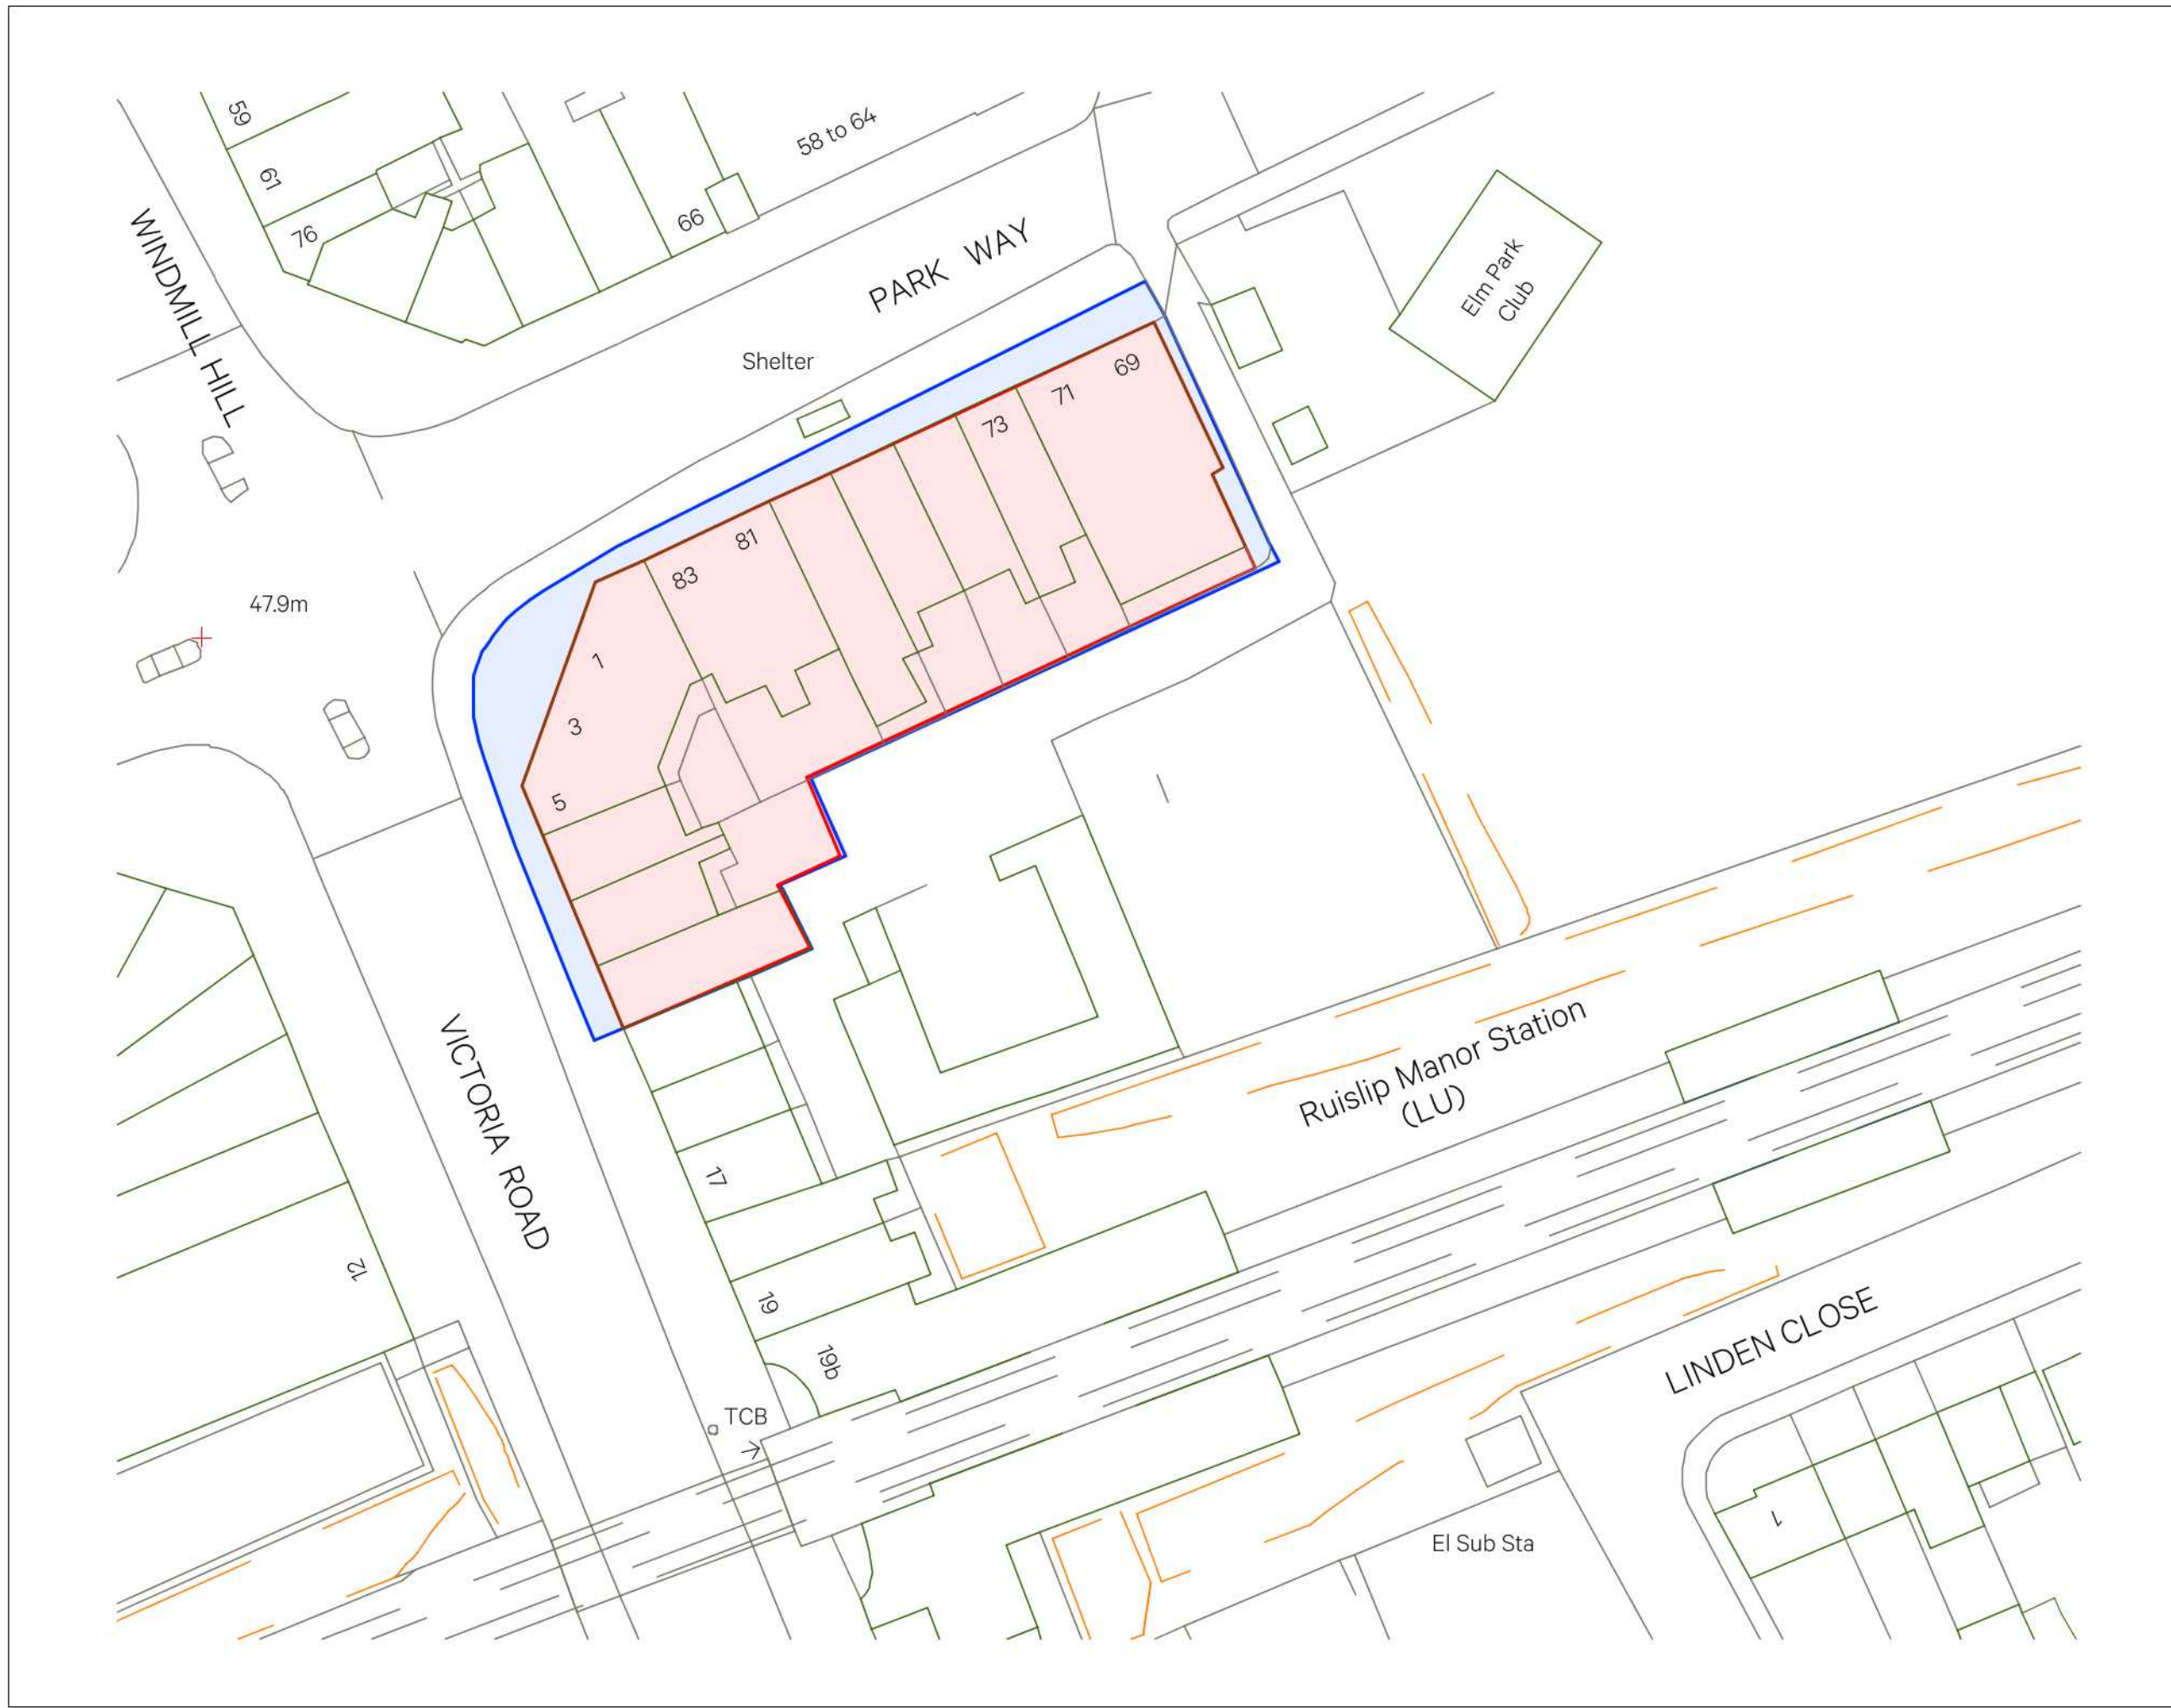 59
61
76
66
58 to 64
WINDMILL HILL
PARK WAY
Elm Park
Club
Shelter
69
71
73
81
83
47.9m
1
3
5
VICTORIA ROAD
Ruislip Manor Station
(LU)
17
12
19
19b
TCB
LINDEN CLOSE
El Sub Sta
1